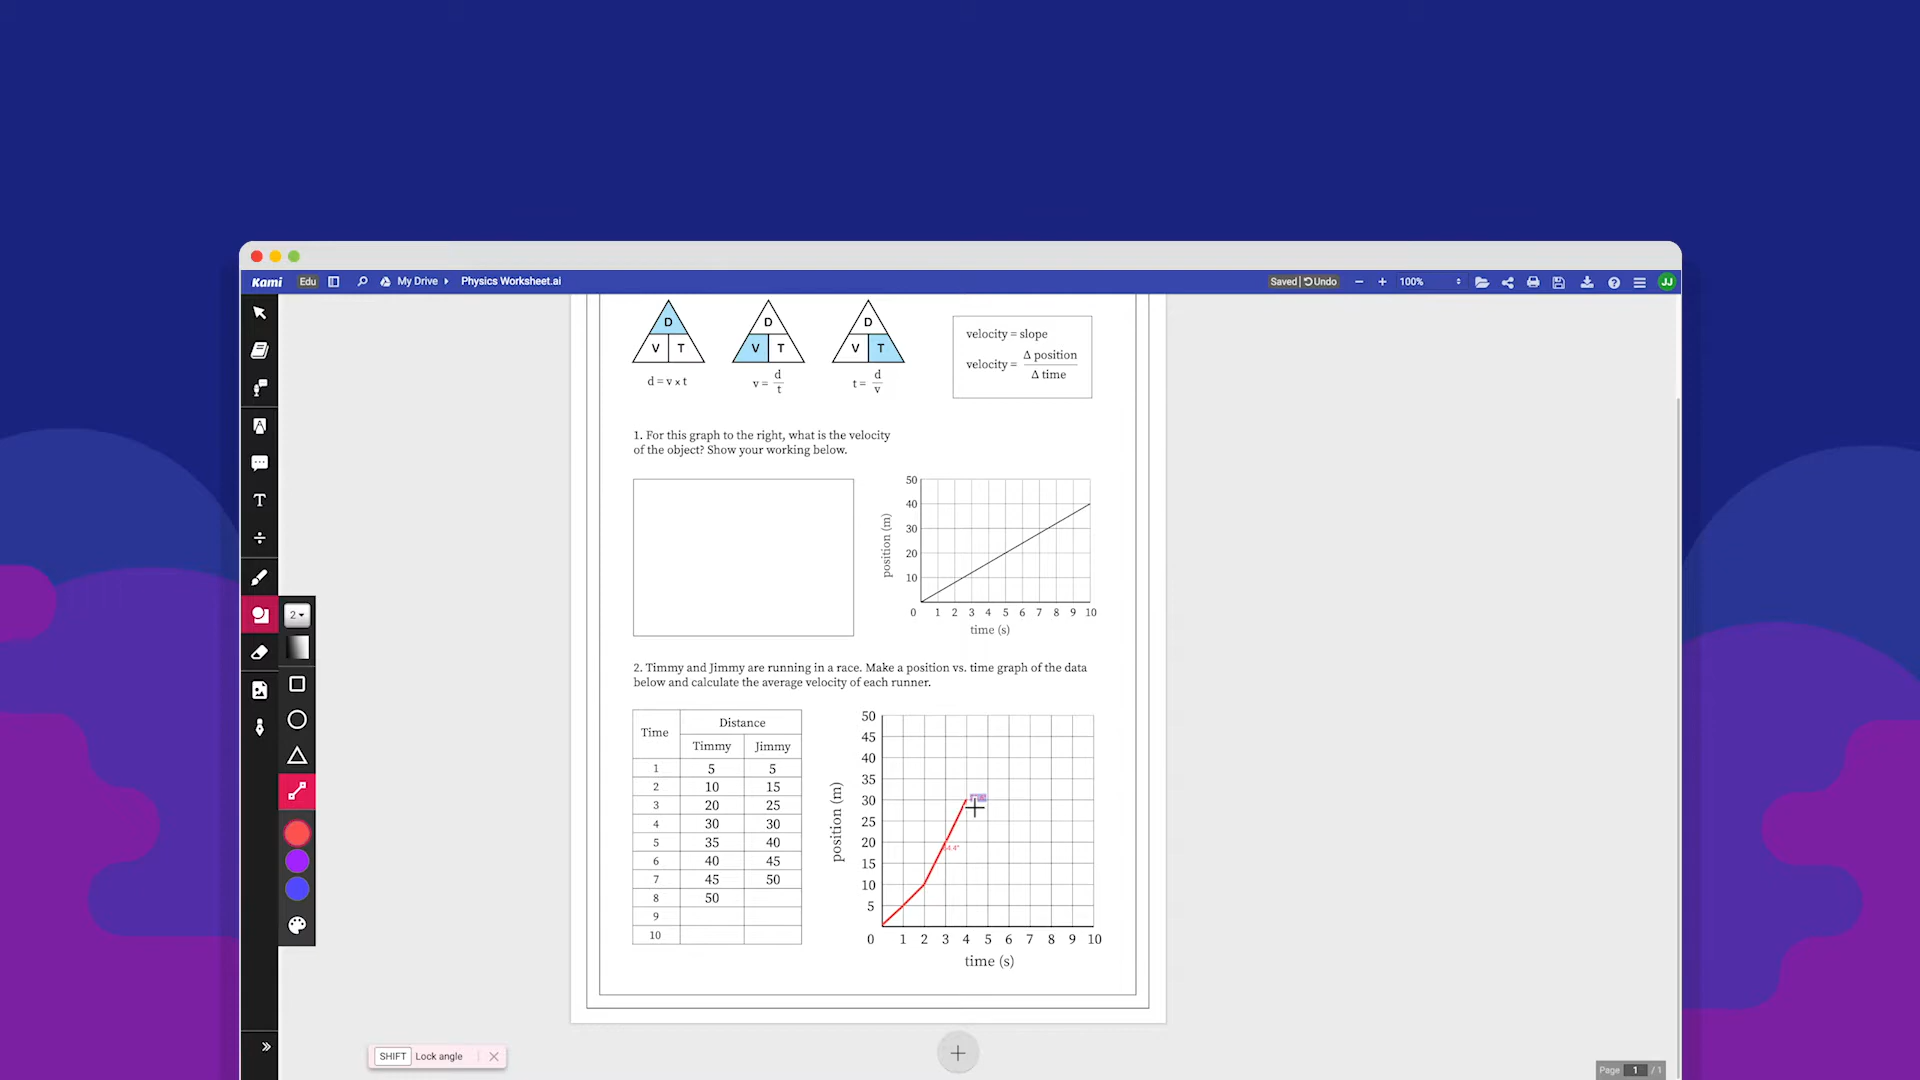 Kami Edu My Drive Physics Worksheet.ai Saved | Undo 100% JJ
D D D
V T V T V T
d = v x t
v = d
t
t = d
v
velocity = slope
velocity = Δ position
Δ time
1. For this graph to the right, what is the velocity
of the object? Show your working below.
50
40
30
20
10
0 1 2 3 4 5 6 7 8 9 10
position (m)
time (s)
2. Timmy and Jimmy are running in a race. Make a position vs. time graph of the data
below and calculate the average velocity of each runner.
Time Distance
Timmy Jimmy
1 5 5
2 10 15
3 20 25
4 30 30
5 35 40
6 40 45
7 45 50
8 50
9
10
50
45
40
35
30
25
20
15
10
5
0 1 2 3 4 5 6 7 8 9 10
position (m)
time (s)
2
T
SHIFT Lock angle
Page 1 / 1